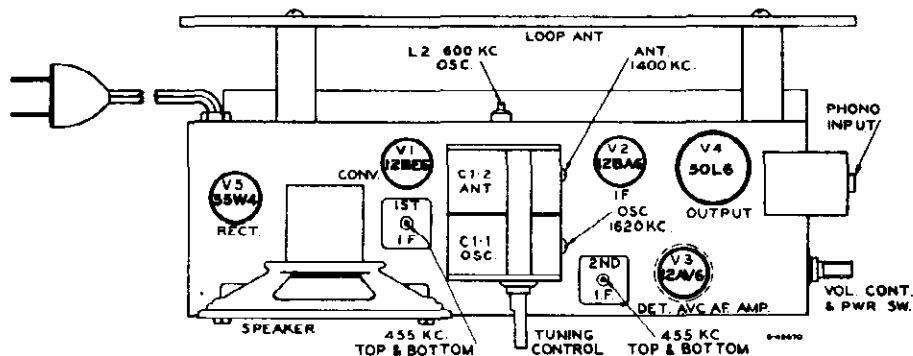 LOOP ANT
L2 600 KC
OSC.
ANT.
1400 KC.
PHONO
INPUT
V1
12BE6
CONV.
V2
12BA6
I F
V4
50L6
OUTPUT
V5
35W4
RECT.
1ST
I F
C1-2
ANT
C1-1
OSC.
OSC
1620 KC.
2ND
I.F.
V3
12AV6
DET. AVC AF. AMP.
VOL. CONT.
& PWR SW.
SPEAKER
455 KC.
TOP & BOTTOM
TUNING
CONTROL
455 KC
TOP & BOTTOM